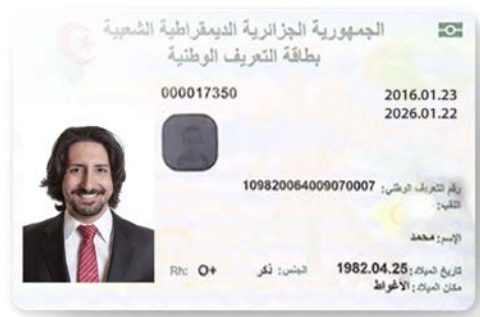 الجمهورية الجزائرية الديمقراطية الشعبية
بطاقة التعريف الوطنية
000017350
2016.01.23
2026.01.22
رقم التعريف الوطني: 109820064009070007
اللقب:
الإسم: محمد
تاريخ الميلاد: 1982.04.25 الجنس: ذكر Rh: O+
مكان الميلاد: الأغواط